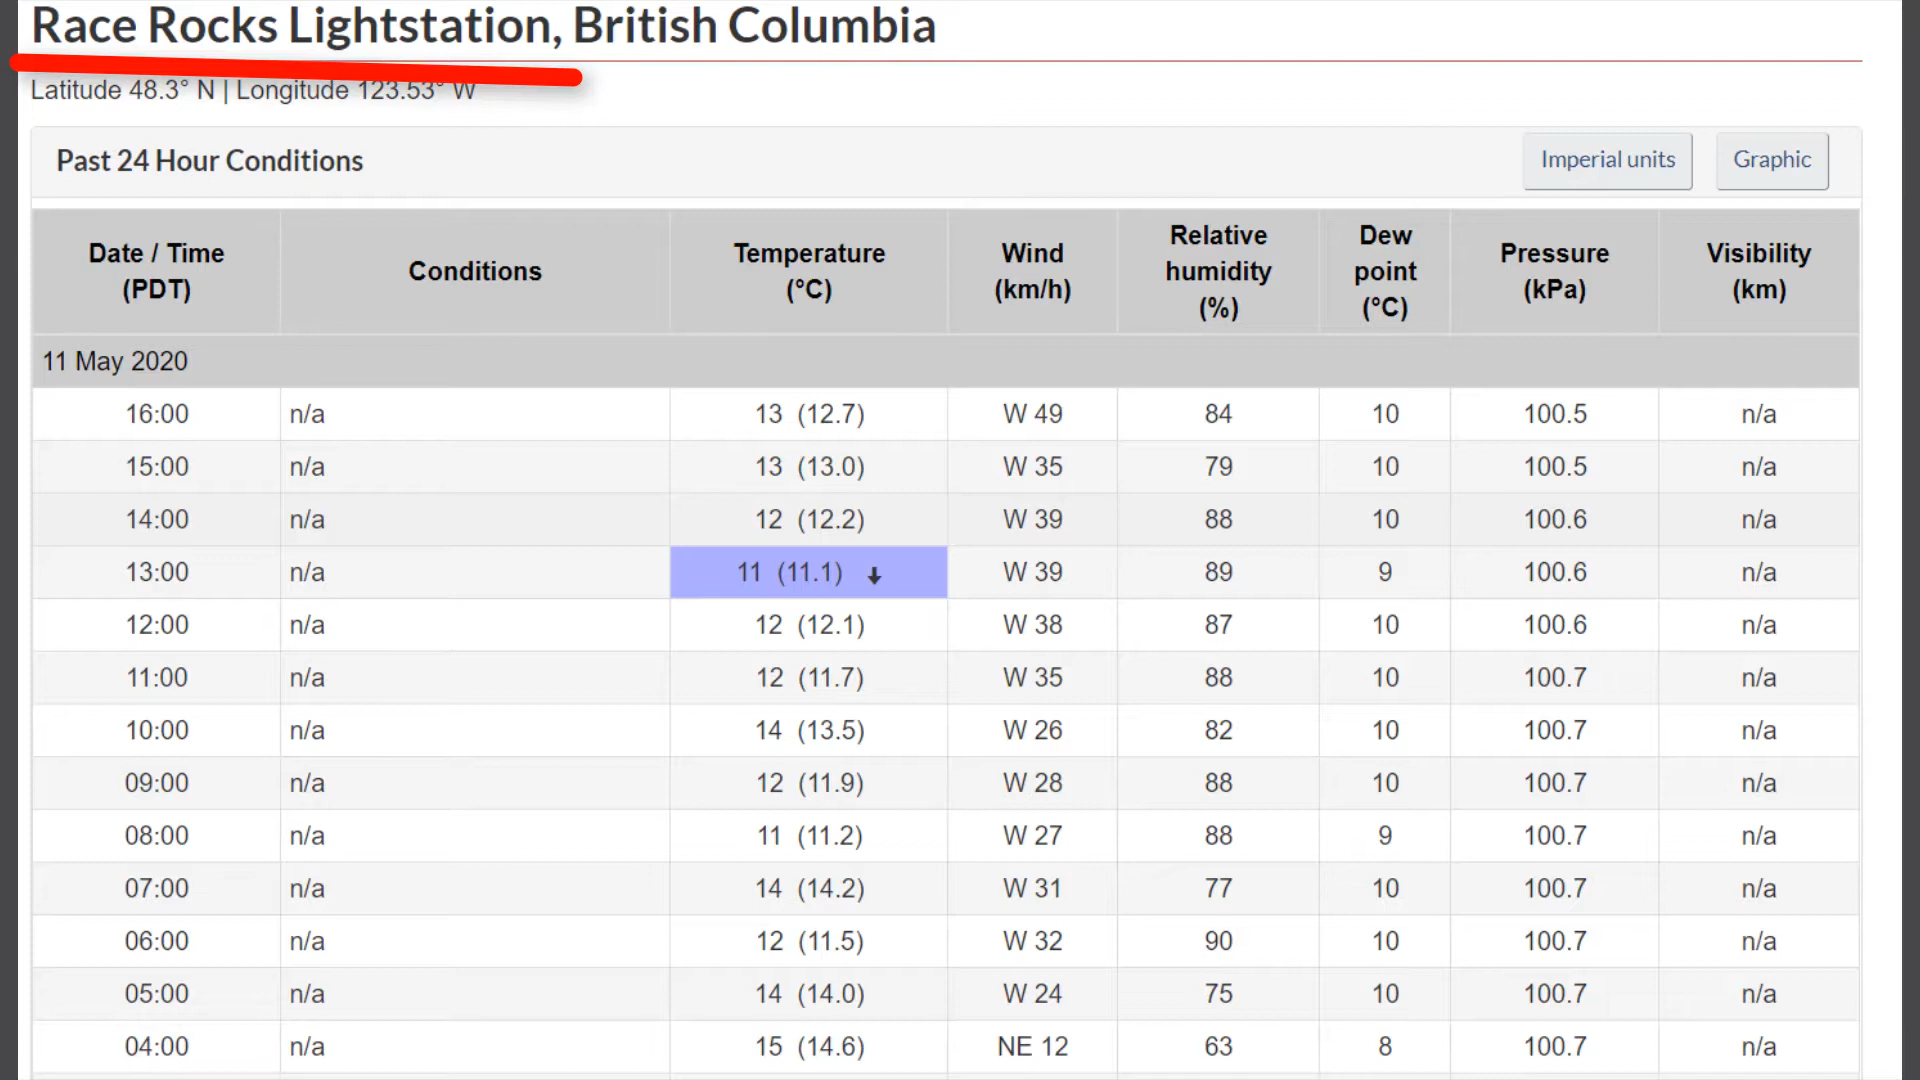 Race Rocks Lightstation, British Columbia
Latitude 48.3° N | Longitude 123.53° W
Past 24 Hour Conditions Imperial units Graphic
Date / Time (PDT) Conditions Temperature (°C) Wind (km/h) Relative humidity (%) Dew point (°C) Pressure (kPa) Visibility (km)
11 May 2020
16:00 n/a 13 (12.7) W 49 84 10 100.5 n/a
15:00 n/a 13 (13.0) W 35 79 10 100.5 n/a
14:00 n/a 12 (12.2) W 39 88 10 100.6 n/a
13:00 n/a 11 (11.1) ↓ W 39 89 9 100.6 n/a
12:00 n/a 12 (12.1) W 38 87 10 100.6 n/a
11:00 n/a 12 (11.7) W 35 88 10 100.7 n/a
10:00 n/a 14 (13.5) W 26 82 10 100.7 n/a
09:00 n/a 12 (11.9) W 28 88 10 100.7 n/a
08:00 n/a 11 (11.2) W 27 88 9 100.7 n/a
07:00 n/a 14 (14.2) W 31 77 10 100.7 n/a
06:00 n/a 12 (11.5) W 32 90 10 100.7 n/a
05:00 n/a 14 (14.0) W 24 75 10 100.7 n/a
04:00 n/a 15 (14.6) NE 12 63 8 100.7 n/a